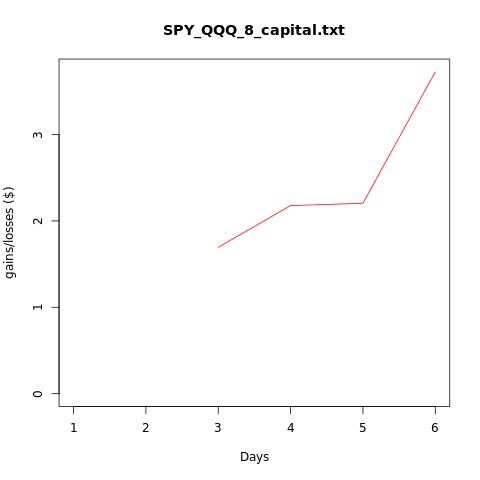 SPY_QQQ_8_capital.txt
gains/losses ($)
3
2
1
0
1 2 3 4 5 6
Days